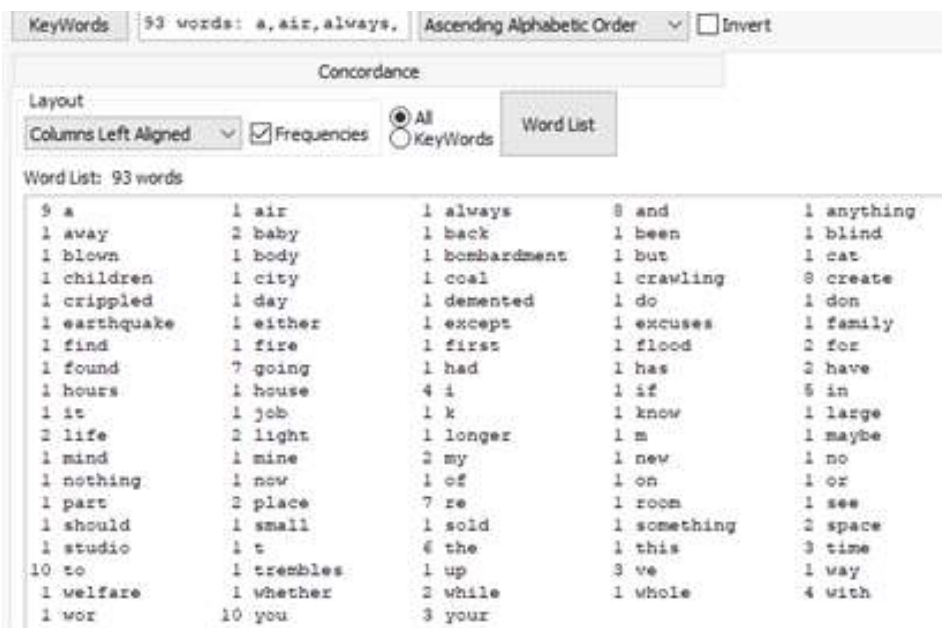 KeyWords 93 words: a,air,always, Ascending Alphabetic Order Invert
Concordance
Layout
Columns Left Aligned Frequencies All KeyWords Word List
Word List: 93 words
9 a 1 air 1 always 8 and 1 anything
1 away 2 baby 1 back 1 been 1 blind
1 blown 1 body 1 bombardment 1 but 1 cat
1 children 1 city 1 coal 1 crawling 8 create
1 crippled 1 day 1 demented 1 do 1 don
1 earthquake 1 either 1 except 1 excuses 1 family
1 find 1 fire 1 first 1 flood 2 for
1 found 7 going 1 had 1 has 2 have
1 hours 1 house 4 i 1 if 5 in
1 it 1 job 1 k 1 know 1 large
2 life 2 light 1 longer 1 m 1 maybe
1 mind 1 mine 2 my 1 new 1 no
1 nothing 1 now 1 of 1 on 1 or
1 part 2 place 7 re 1 room 1 see
1 should 1 small 1 sold 1 something 2 space
1 studio 1 t 6 the 1 this 3 time
10 to 1 trembles 1 up 3 ve 1 way
1 welfare 1 whether 2 while 1 whole 4 with
1 wor 10 you 3 your